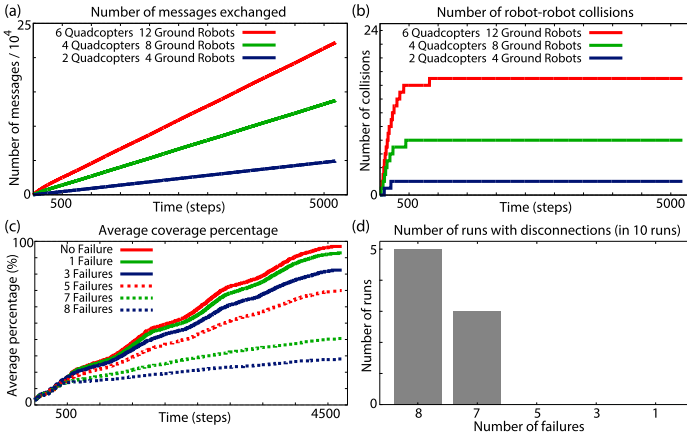 (a) Number of messages exchanged
25
6 Quadcopters 12 Ground Robots
4 Quadcopters 8 Ground Robots
2 Quadcopters 4 Ground Robots
Number of messages / 10^4
0
500
5000
Time (steps)
(b) Number of robot-robot collisions
24
6 Quadcopters 12 Ground Robots
4 Quadcopters 8 Ground Robots
2 Quadcopters 4 Ground Robots
Number of collisions
0
500
5000
Time (steps)
(c) Average coverage percentage
100
No Failure
1 Failure
3 Failures
5 Failures
7 Failures
8 Failures
Average percentage (%)
0
500
4500
Time (steps)
(d) Number of runs with disconnections (in 10 runs)
5
Number of runs
0
8 7 5 3 1
Number of failures